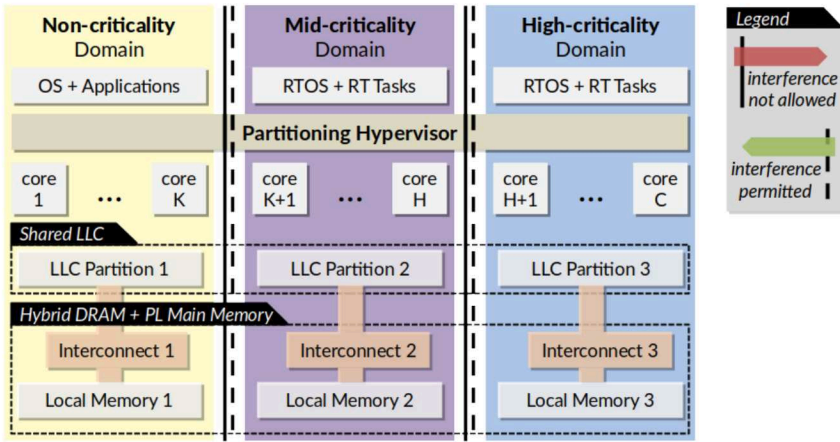 Non-criticality
Domain
Mid-criticality
Domain
High-criticality
Domain
OS + Applications
RTOS + RT Tasks
RTOS + RT Tasks
Partitioning Hypervisor
core
1
...
core
K
core
K+1
...
core
H
core
H+1
...
core
C
Shared LLC
LLC Partition 1
LLC Partition 2
LLC Partition 3
Hybrid DRAM + PL Main Memory
Interconnect 1
Interconnect 2
Interconnect 3
Local Memory 1
Local Memory 2
Local Memory 3
Legend
interference
not allowed
interference
permitted